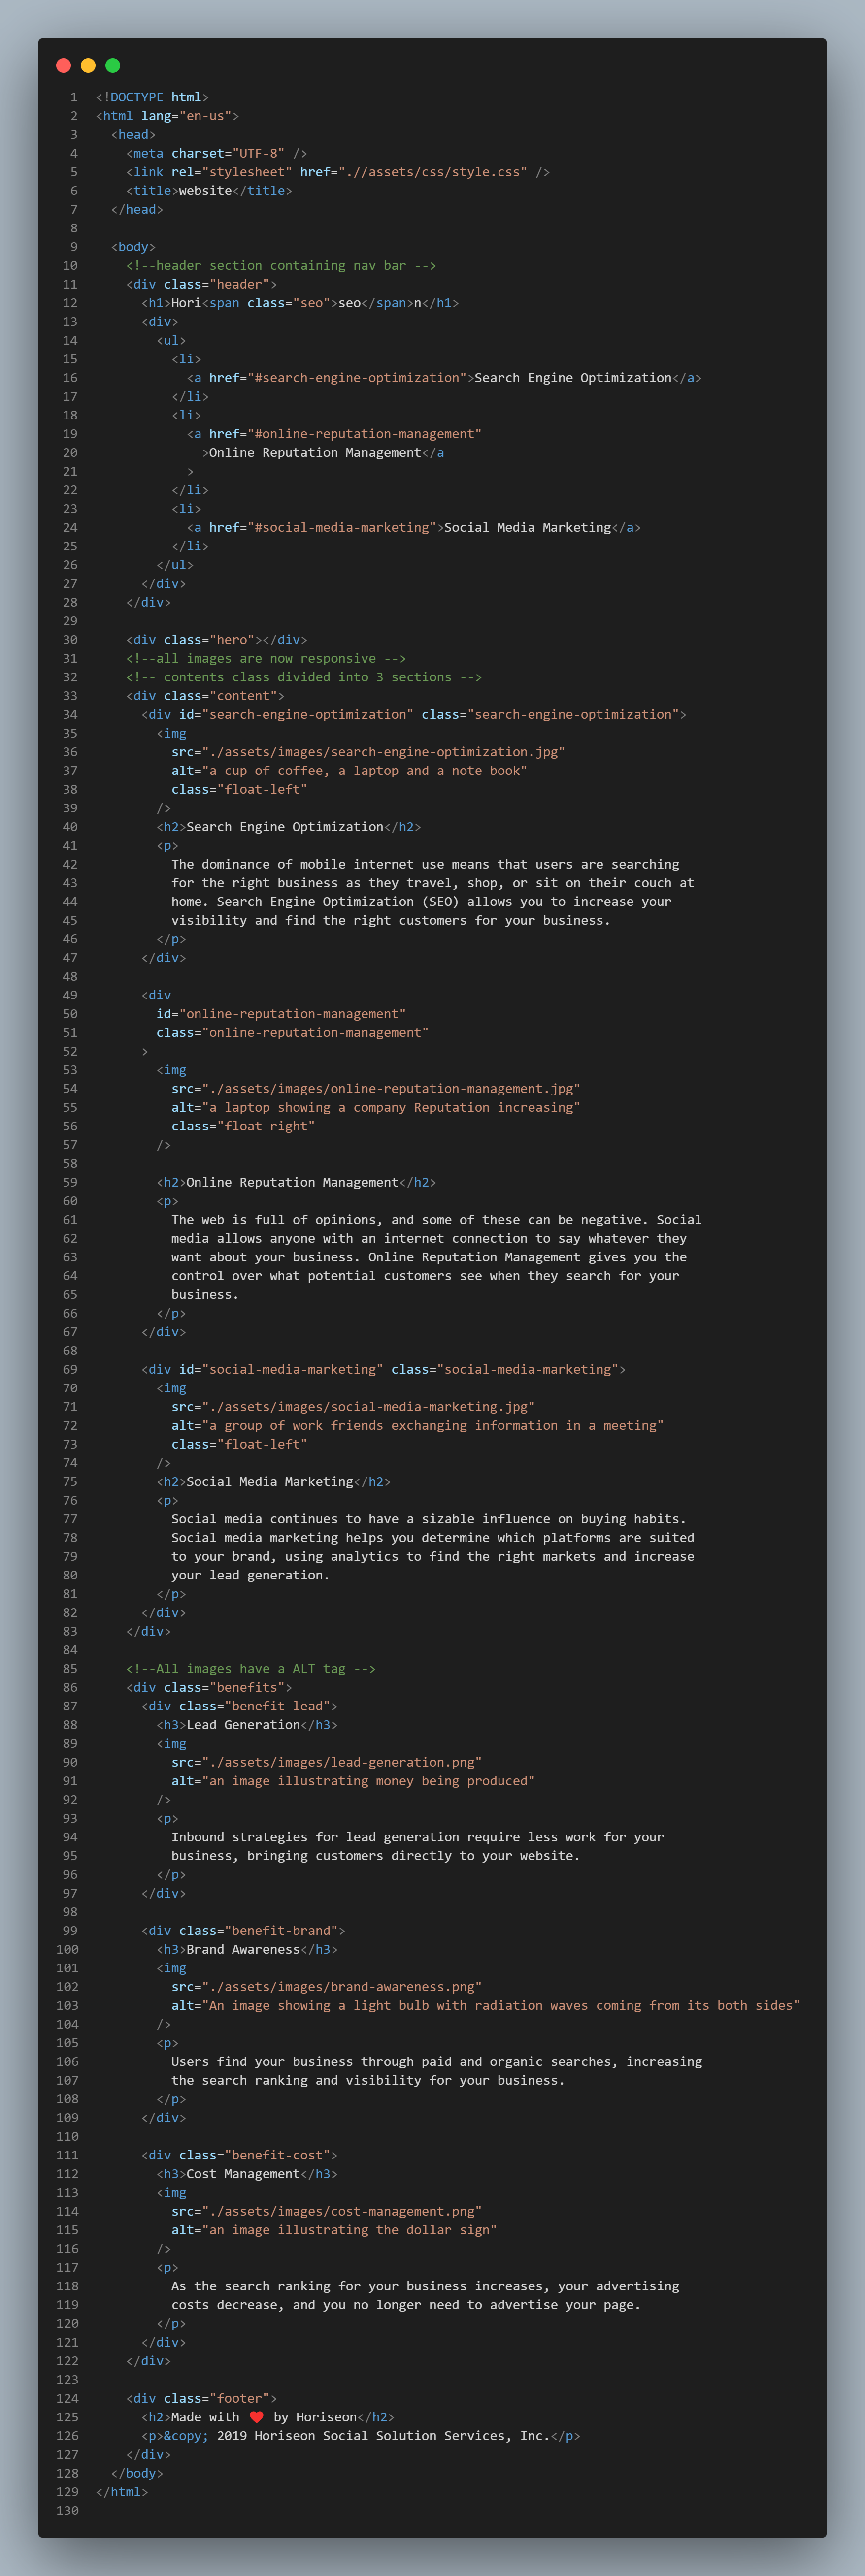 1 <!DOCTYPE html>
2 <html lang="en-us">
3   <head>
4     <meta charset="UTF-8" />
5     <link rel="stylesheet" href=".//assets/css/style.css" />
6     <title>website</title>
7   </head>
8
9   <body>
10     <!--header section containing nav bar -->
11     <div class="header">
12       <h1>Hori<span class="seo">seo</span>n</h1>
13       <div>
14         <ul>
15           <li>
16             <a href="#search-engine-optimization">Search Engine Optimization</a>
17           </li>
18           <li>
19             <a href="#online-reputation-management"
20               >Online Reputation Management</a
21             >
22           </li>
23           <li>
24             <a href="#social-media-marketing">Social Media Marketing</a>
25           </li>
26         </ul>
27       </div>
28     </div>
29
30     <div class="hero"></div>
31     <!--all images are now responsive -->
32     <!-- contents class divided into 3 sections -->
33     <div class="content">
34       <div id="search-engine-optimization" class="search-engine-optimization">
35         <img
36           src="./assets/images/search-engine-optimization.jpg"
37           alt="a cup of coffee, a laptop and a note book"
38           class="float-left"
39         />
40         <h2>Search Engine Optimization</h2>
41         <p>
42           The dominance of mobile internet use means that users are searching
43           for the right business as they travel, shop, or sit on their couch at
44           home. Search Engine Optimization (SEO) allows you to increase your
45           visibility and find the right customers for your business.
46         </p>
47       </div>
48
49       <div
50         id="online-reputation-management"
51         class="online-reputation-management"
52       >
53         <img
54           src="./assets/images/online-reputation-management.jpg"
55           alt="a laptop showing a company Reputation increasing"
56           class="float-right"
57         />
58
59         <h2>Online Reputation Management</h2>
60         <p>
61           The web is full of opinions, and some of these can be negative. Social
62           media allows anyone with an internet connection to say whatever they
63           want about your business. Online Reputation Management gives you the
64           control over what potential customers see when they search for your
65           business.
66         </p>
67       </div>
68
69       <div id="social-media-marketing" class="social-media-marketing">
70         <img
71           src="./assets/images/social-media-marketing.jpg"
72           alt="a group of work friends exchanging information in a meeting"
73           class="float-left"
74         />
75         <h2>Social Media Marketing</h2>
76         <p>
77           Social media continues to have a sizable influence on buying habits.
78           Social media marketing helps you determine which platforms are suited
79           to your brand, using analytics to find the right markets and increase
80           your lead generation.
81         </p>
82       </div>
83     </div>
84
85     <!--All images have a ALT tag -->
86     <div class="benefits">
87       <div class="benefit-lead">
88         <h3>Lead Generation</h3>
89         <img
90           src="./assets/images/lead-generation.png"
91           alt="an image illustrating money being produced"
92         />
93         <p>
94           Inbound strategies for lead generation require less work for your
95           business, bringing customers directly to your website.
96         </p>
97       </div>
98
99       <div class="benefit-brand">
100         <h3>Brand Awareness</h3>
101         <img
102           src="./assets/images/brand-awareness.png"
103           alt="An image showing a light bulb with radiation waves coming from its both sides"
104         />
105         <p>
106           Users find your business through paid and organic searches, increasing
107           the search ranking and visibility for your business.
108         </p>
109       </div>
110
111       <div class="benefit-cost">
112         <h3>Cost Management</h3>
113         <img
114           src="./assets/images/cost-management.png"
115           alt="an image illustrating the dollar sign"
116         />
117         <p>
118           As the search ranking for your business increases, your advertising
119           costs decrease, and you no longer need to advertise your page.
120         </p>
121       </div>
122     </div>
123
124     <div class="footer">
125       <h2>Made with ❤️ by Horiseon</h2>
126       <p>&copy; 2019 Horiseon Social Solution Services, Inc.</p>
127     </div>
128   </body>
129 </html>
130